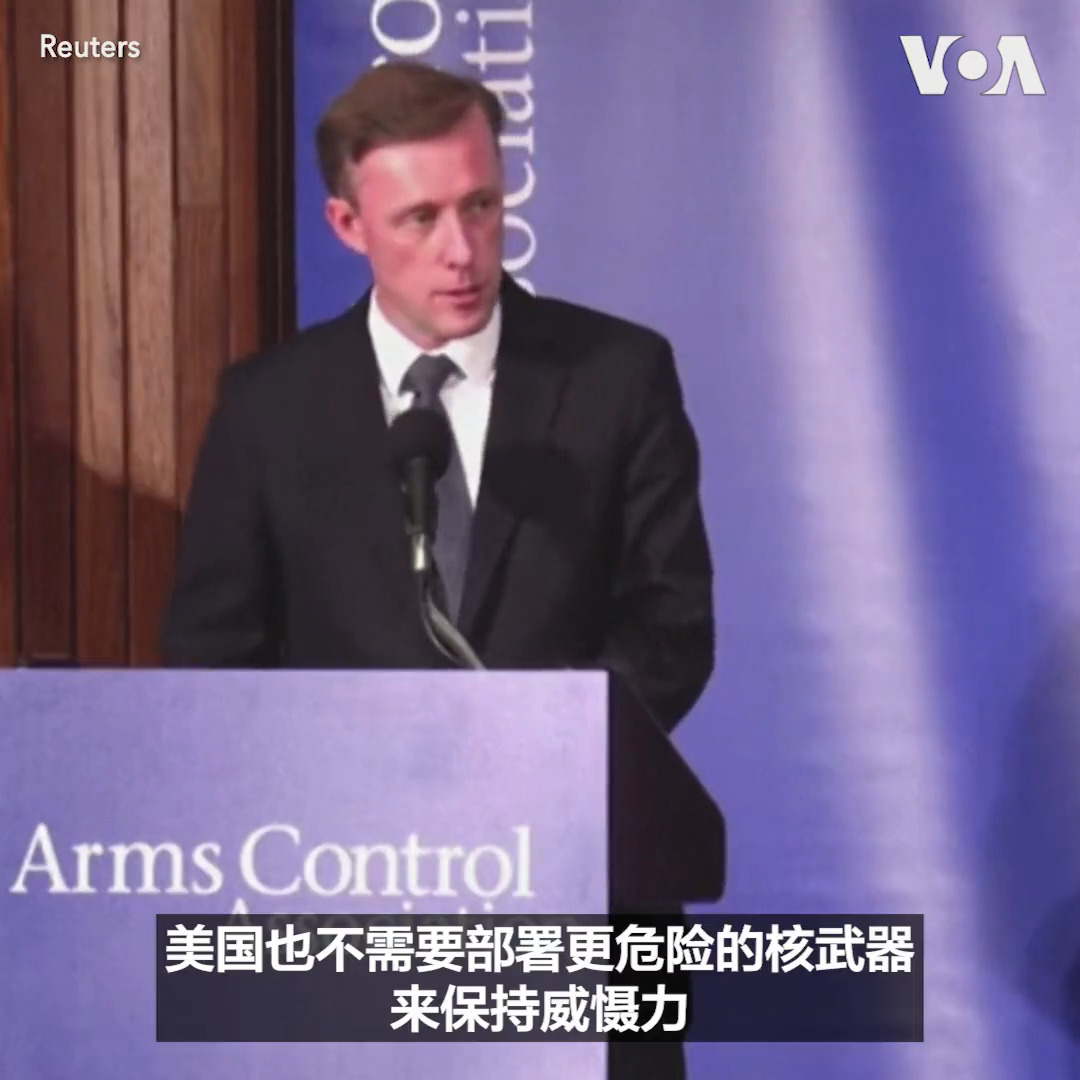 Reuters
VOA
Arms Control
Association
美国也不需要部署更危险的核武器
来保持威慑力